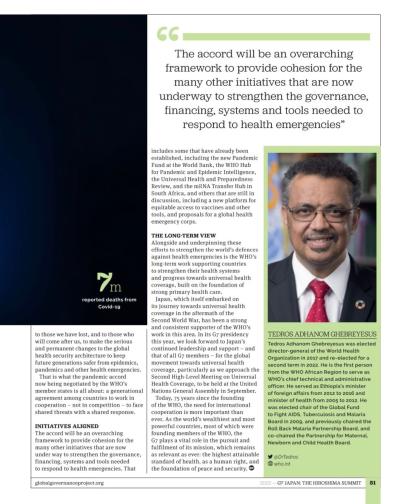 “
The accord will be an overarching
framework to provide cohesion for the
many other initiatives that are now
underway to strengthen the governance,
financing, systems and tools needed to
respond to health emergencies”
7m
reported deaths from
Covid-19
to those we have lost, and to those who
will come after us, to make the serious
and permanent changes to the global
health security architecture to keep
future generations safer from epidemics,
pandemics and other health emergencies.
That is what the pandemic accord
now being negotiated by the WHO's
member states is all about: a generational
agreement among countries to work in
cooperation – not in competition – to face
shared threats with a shared response.
INITIATIVES ALIGNED
The accord will be an overarching
framework to provide cohesion for the
many other initiatives that are now
under way to strengthen the governance,
financing, systems and tools needed
to respond to health emergencies. That
includes some that have already been
established, including the new Pandemic
Fund at the World Bank, the WHO Hub
for Pandemic and Epidemic Intelligence,
the Universal Health and Preparedness
Review, and the mRNA Transfer Hub in
South Africa, and others that are still in
discussion, including a new platform for
equitable access to vaccines and other
tools, and proposals for a global health
emergency corps.
THE LONG-TERM VIEW
Alongside and underpinning these
efforts to strengthen the world's defences
against health emergencies is the WHO's
long-term work supporting countries
to strengthen their health systems
and progress towards universal health
coverage, built on the foundation of
strong primary health care.
Japan, which itself embarked on
its journey towards universal health
coverage in the aftermath of the
Second World War, has been a strong
and consistent supporter of the WHO's
work in this area. In its G7 presidency
this year, we look forward to Japan's
continued leadership and support – and
that of all G7 members – for the global
movement towards universal health
coverage, particularly as we approach the
Second High-Level Meeting on Universal
Health Coverage, to be held at the United
Nations General Assembly in September.
Today, 75 years since the founding
of the WHO, the need for international
cooperation is more important than
ever. As the world's wealthiest and most
powerful countries, most of which were
founding members of the WHO, the
G7 plays a vital role in the pursuit and
fulfilment of its mission, which remains
as relevant as ever: the highest attainable
standard of health, as a human right, and
the foundation of peace and security.
TEDROS ADHANOM GHEBREYESUS
Tedros Adhanom Ghebreyesus was elected
director-general of the World Health
Organization in 2017 and re-elected for a
second term in 2022. He is the first person
from the WHO African Region to serve as
WHO's chief technical and administrative
officer. He served as Ethiopia's minister
of foreign affairs from 2012 to 2016 and
minister of health from 2005 to 2012. He
was elected chair of the Global Fund
to Fight AIDS, Tuberculosis and Malaria
Board in 2009, and previously chaired the
Roll Back Malaria Partnership Board, and
co-chaired the Partnership for Maternal,
Newborn and Child Health Board.
@DrTedros
who.int
globalgovernanceproject.org
G7 JAPAN: THE HIROSHIMA SUMMIT
81